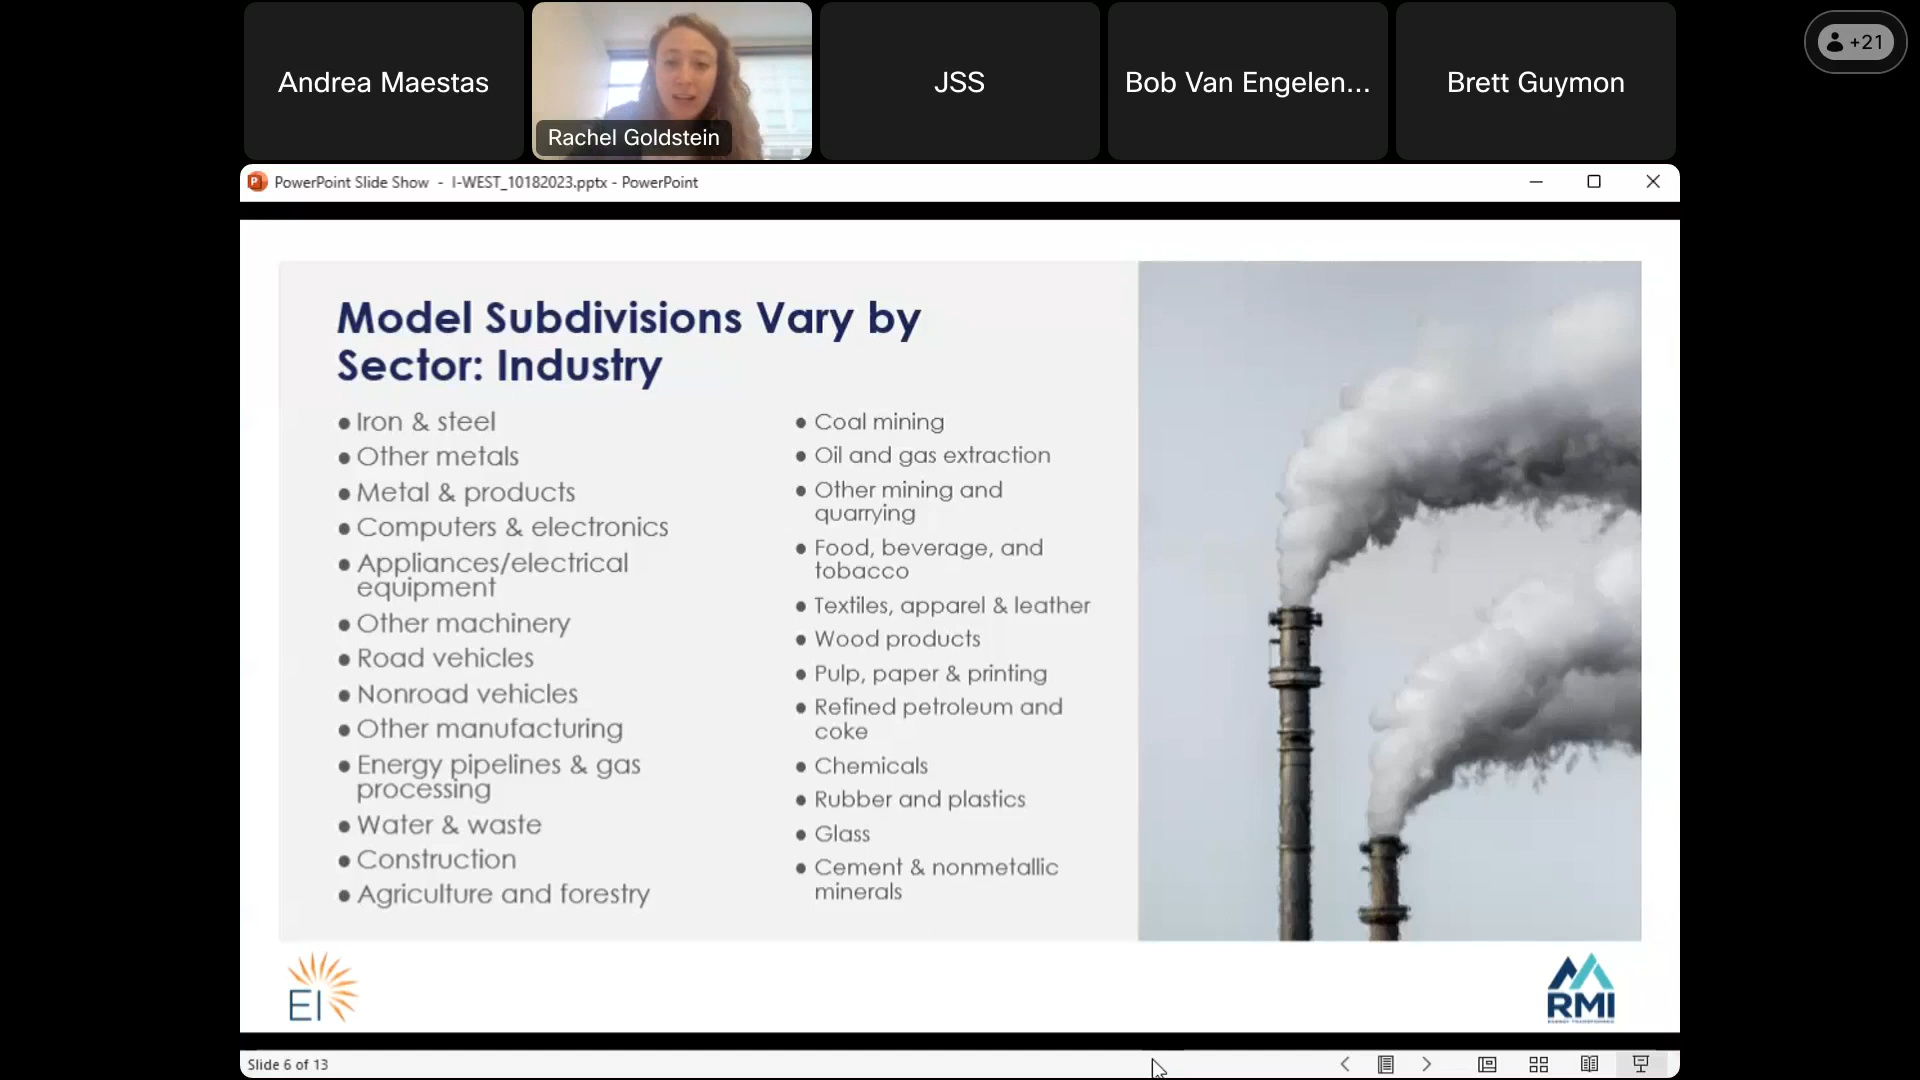 Andrea Maestas
Rachel Goldstein
JSS
Bob Van Engelen...
Brett Guymon
+21
PowerPoint Slide Show - I-WEST_10182023.pptx - PowerPoint
Model Subdivisions Vary by
Sector: Industry
● Iron & steel
● Other metals
● Metal & products
● Computers & electronics
● Appliances/electrical
equipment
● Other machinery
● Road vehicles
● Nonroad vehicles
● Other manufacturing
● Energy pipelines & gas
processing
● Water & waste
● Construction
● Agriculture and forestry
● Coal mining
● Oil and gas extraction
● Other mining and
quarrying
● Food, beverage, and
tobacco
● Textiles, apparel & leather
● Wood products
● Pulp, paper & printing
● Refined petroleum and
coke
● Chemicals
● Rubber and plastics
● Glass
● Cement & nonmetallic
minerals
EI
RMI
Slide 6 of 13